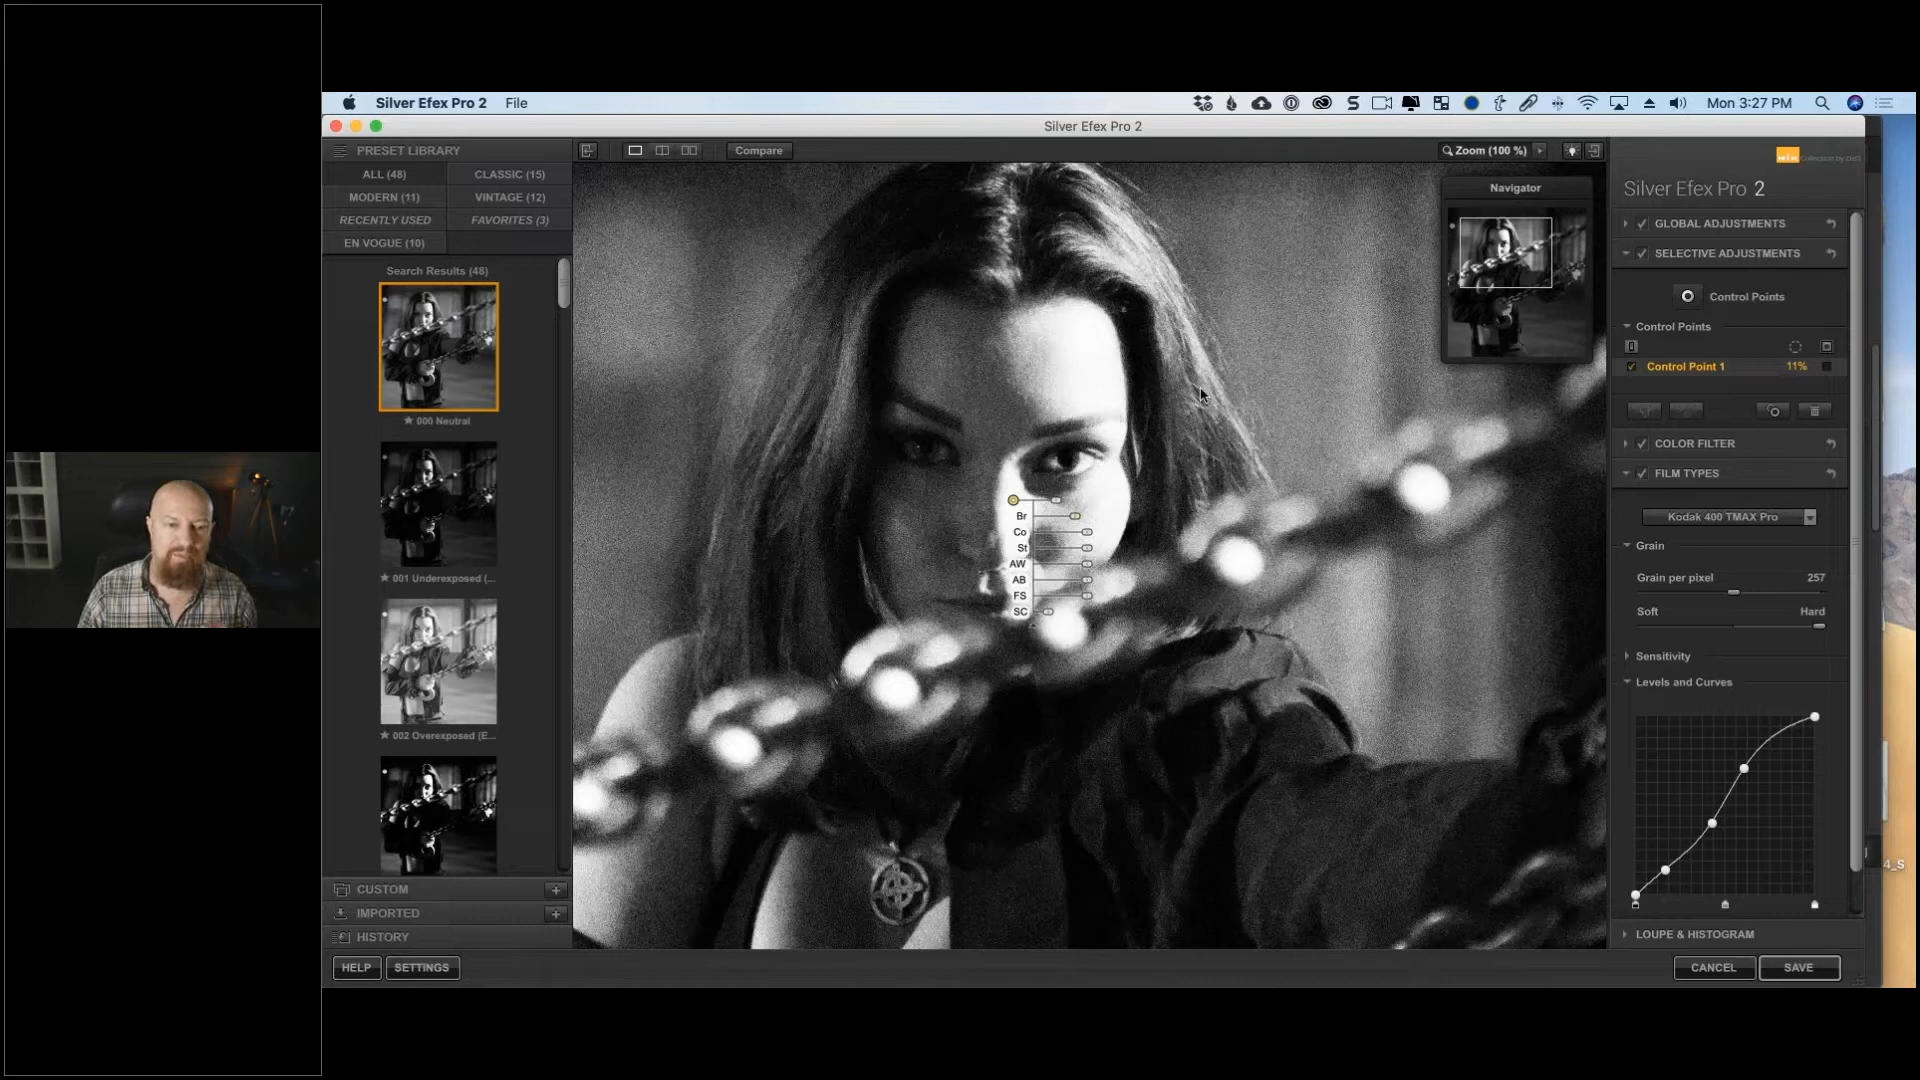 Silver Efex Pro 2 File
Mon 3:27 PM
Silver Efex Pro 2
PRESET LIBRARY
Compare
Zoom (100 %)
ALL (48) CLASSIC (15)
MODERN (11) VINTAGE (12)
RECENTLY USED FAVORITES (3)
EN VOGUE (10)
Search Results (48)
000 Neutral
001 Underexposed (...
002 Overexposed (E...
CUSTOM
IMPORTED
HISTORY
HELP SETTINGS
Br
Co
St
AW
AB
FS
SC
Navigator
Collection by DxO
Silver Efex Pro 2
GLOBAL ADJUSTMENTS
SELECTIVE ADJUSTMENTS
Control Points
Control Points
Control Point 1 11%
COLOR FILTER
FILM TYPES
Kodak 400 TMAX Pro
Grain
Grain per pixel 257
Soft Hard
Sensitivity
Levels and Curves
LOUPE & HISTOGRAM
CANCEL SAVE
4_S